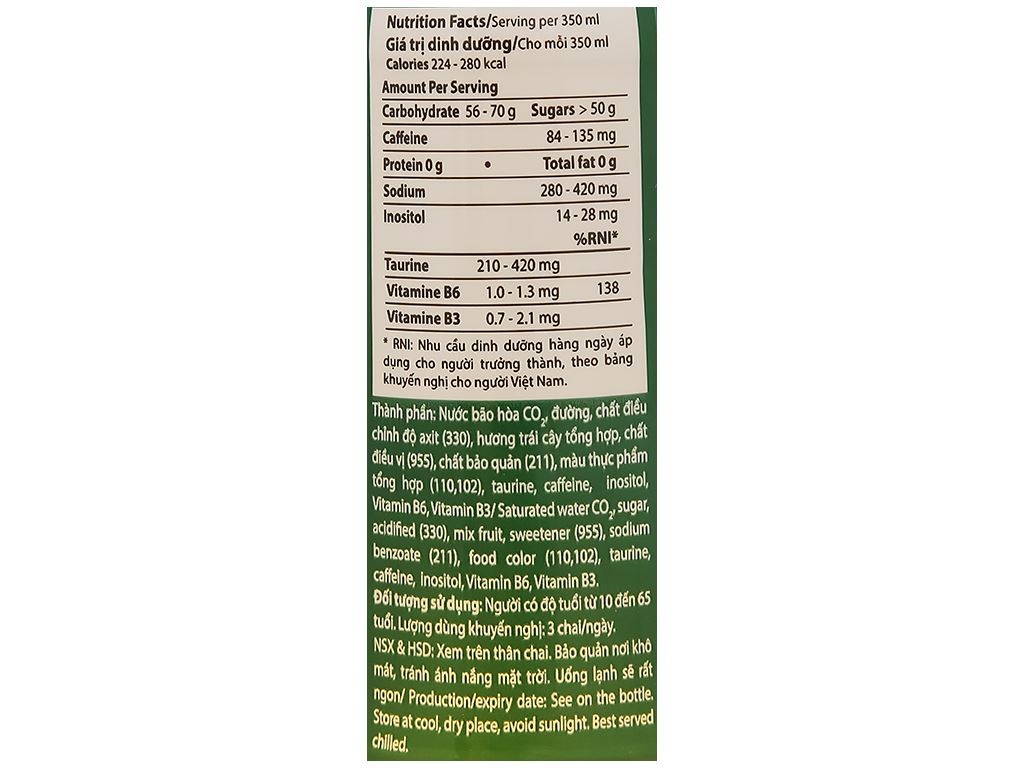 Nutrition Facts/Serving per 350 ml
Giá trị dinh dưỡng/Cho mỗi 350 ml
Calories 224 - 280 kcal
Amount Per Serving
Carbohydrate 56 - 70 g Sugars > 50 g
Caffeine 84 - 135 mg
Protein 0 g • Total fat 0 g
Sodium 280 - 420 mg
Inositol 14 - 28 mg
%RNI*
Taurine 210 - 420 mg
Vitamine B6 1.0 - 1.3 mg 138
Vitamine B3 0.7 - 2.1 mg
* RNI: Nhu cầu dinh dưỡng hàng ngày áp
dụng cho người trưởng thành, theo bảng
khuyến nghị cho người Việt Nam.
Thành phần: Nước bão hòa CO₂, đường, chất điều
chỉnh độ axit (330), hương trái cây tổng hợp, chất
điều vị (955), chất bảo quản (211), màu thực phẩm
tổng hợp (110,102), taurine, caffeine, inositol,
Vitamin B6, Vitamin B3/ Saturated water CO₂, sugar,
acidified (330), mix fruit, sweetener (955), sodium
benzoate (211), food color (110,102), taurine,
caffeine, inositol, Vitamin B6, Vitamin B3.
Đối tượng sử dụng: Người có độ tuổi từ 10 đến 65
tuổi. Lượng dùng khuyến nghị: 3 chai/ngày.
NSX & HSD: Xem trên thân chai. Bảo quản nơi khô
mát, tránh ánh nắng mặt trời. Uống lạnh sẽ rất
ngon/ Production/expiry date: See on the bottle.
Store at cool, dry place, avoid sunlight. Best served
chilled.